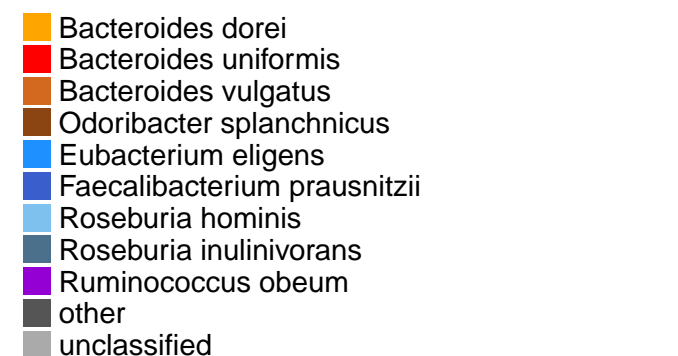 Bacteroides dorei
Bacteroides uniformis
Bacteroides vulgatus
Odoribacter splanchnicus
Eubacterium eligens
Faecalibacterium prausnitzii
Roseburia hominis
Roseburia inulinivorans
Ruminococcus obeum
other
unclassified